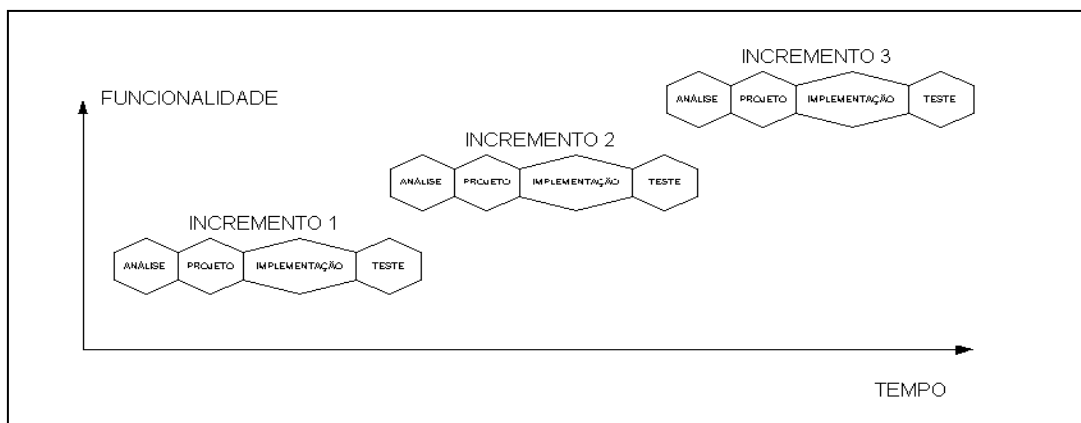 INCREMENTO 3
ANÁLISE PROJETO IMPLEMENTAÇÃO TESTE
FUNCIONALIDADE
INCREMENTO 2
ANÁLISE PROJETO IMPLEMENTAÇÃO TESTE
INCREMENTO 1
ANÁLISE PROJETO IMPLEMENTAÇÃO TESTE
TEMPO